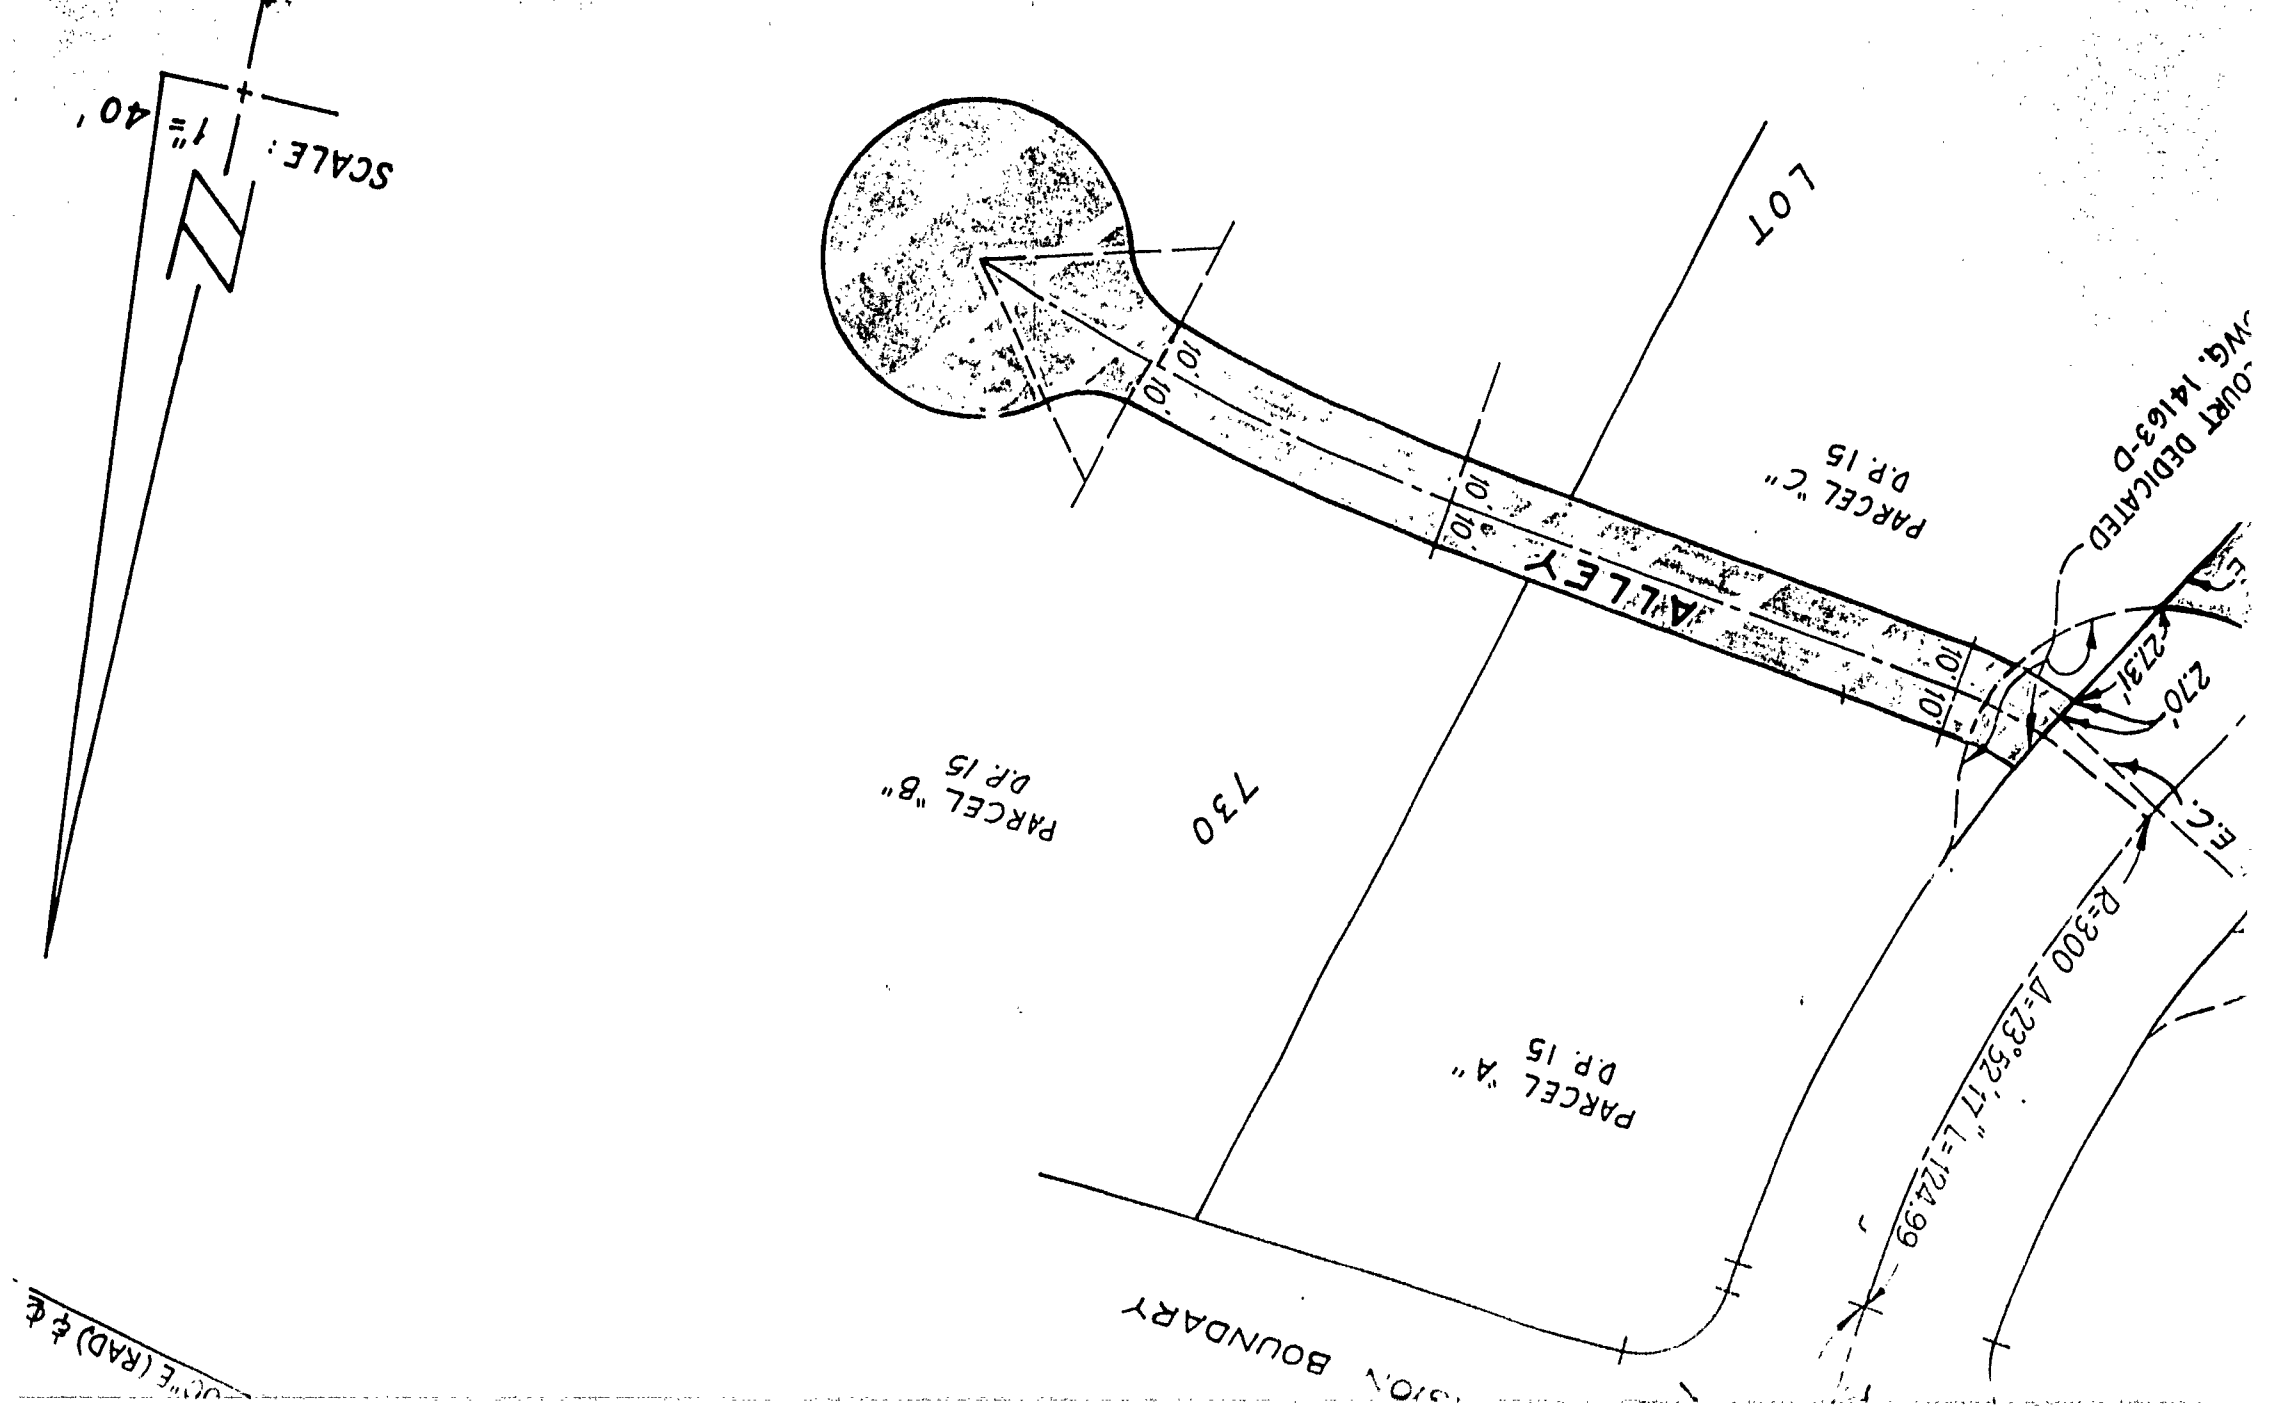 SCALE: 1"= 40'
N
LOT
730
COURT DEDICATED
DWG. 14163-D
PARCEL "C"
D.P. 15
10'
10'
10'
10'
10'
10'
ALLEY
27.31'
2.70'
E.C.
PARCEL "B"
D.P. 15
R=300 Δ=23°52'17" L=124.99
PARCEL "A"
D.P. 15
BOUNDARY
00"E (RAD) & ℄